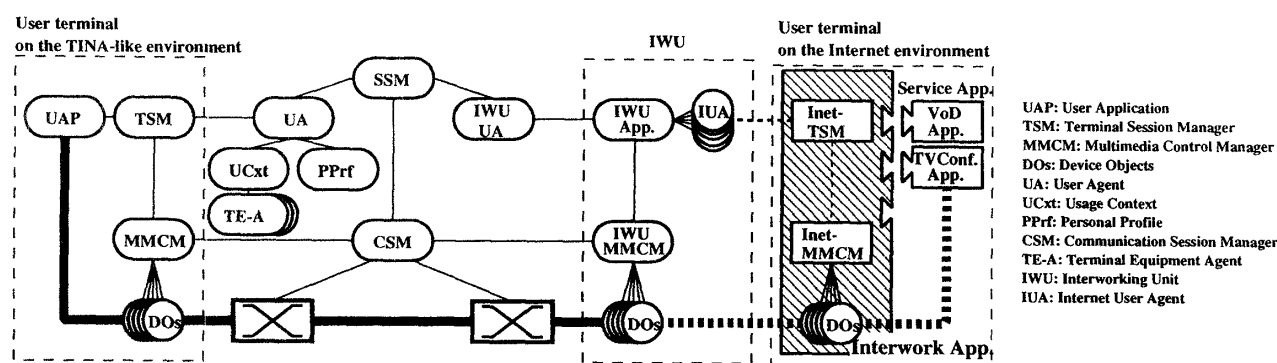 User terminal
on the TINA-like environment
IWU
User terminal
on the Internet environment
SSM
Service App.
UAP
TSM
UA
IWU
UA
IWU
App.
IUA
Inet-
TSM
VoD
App.
TVConf.
App.
UCxt
PPrf
TE-A
MMCM
CSM
IWU
MMCM
Inet-
MMCM
DOs
DOs
DOs
Interwork App.
UAP: User Application
TSM: Terminal Session Manager
MMCM: Multimedia Control Manager
DOs: Device Objects
UA: User Agent
UCxt: Usage Context
PPrf: Personal Profile
CSM: Communication Session Manager
TE-A: Terminal Equipment Agent
IWU: Interworking Unit
IUA: Internet User Agent